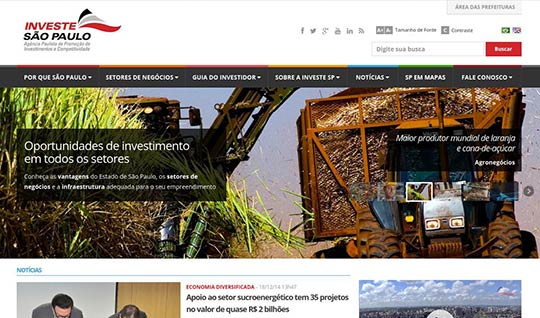 ÁREA DAS PREFEITURAS
INVESTE
SÃO PAULO
Agência Paulista de Promoção de
Investimentos e Competitividade
A+ A- Tamanho de Fonte C Contraste
Digite sua busca
Buscar
POR QUE SÃO PAULO
SETORES DE NEGÓCIOS
GUIA DO INVESTIDOR
SOBRE A INVESTE SP
NOTÍCIAS
SP EM MAPAS
FALE CONOSCO
Oportunidades de investimento
em todos os setores
Conheça as vantagens do Estado de São Paulo, os setores de
negócios e a infraestrutura adequada para o seu empreendimento
Maior produtor mundial de laranja
e cana-de-açúcar
Agronegócios
NOTÍCIAS
ECONOMIA DIVERSIFICADA - 18/12/14 13h47
Apoio ao setor sucroenergético tem 35 projetos
no valor de quase R$ 2 bilhões